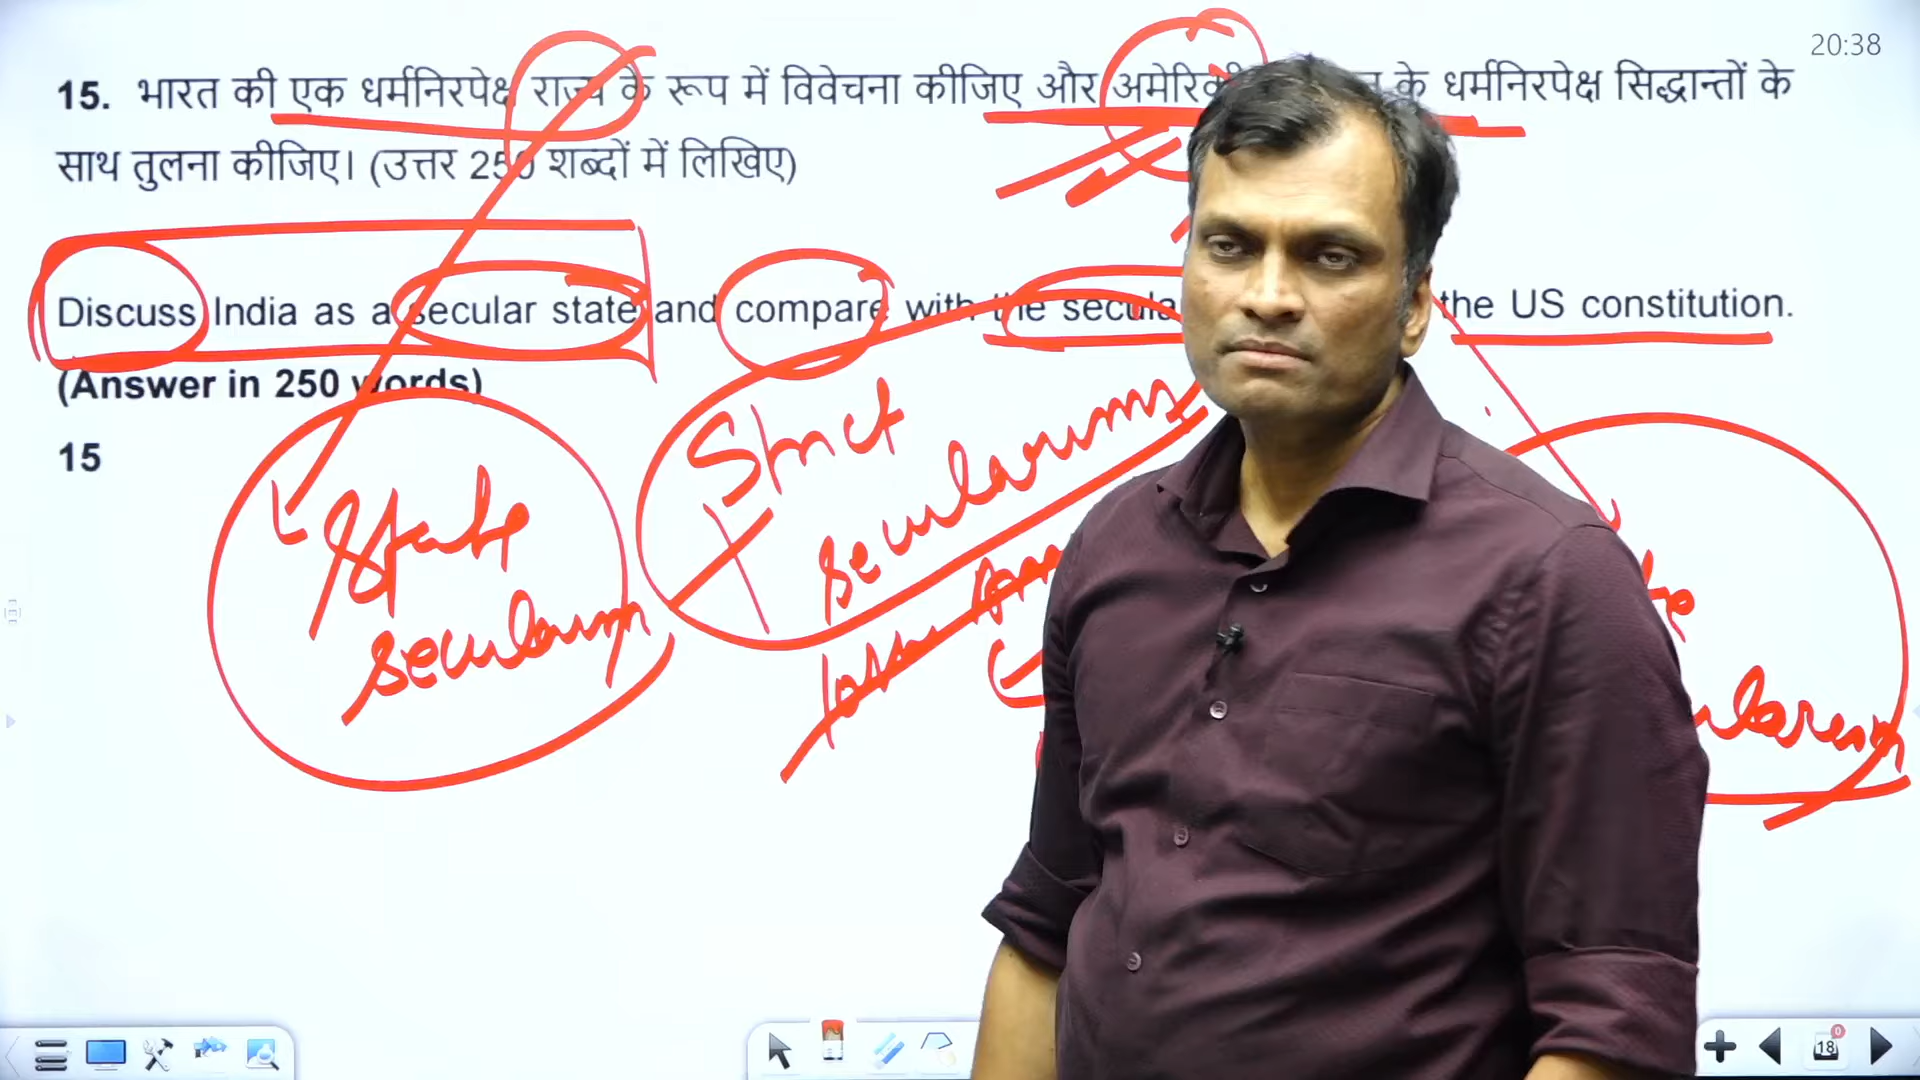 20:38
15. भारत की एक धर्मनिरपेक्ष राज्य के रूप में विवेचना कीजिए और के धर्मनिरपेक्ष सिद्धान्तों के
साथ तुलना कीजिए। (उत्तर 250 शब्दों में लिखिए)
Discuss India as a secular state and compare with the the US constitution.
(Answer in 250 words)
15
Strict
secularism
State
secularism
18
0